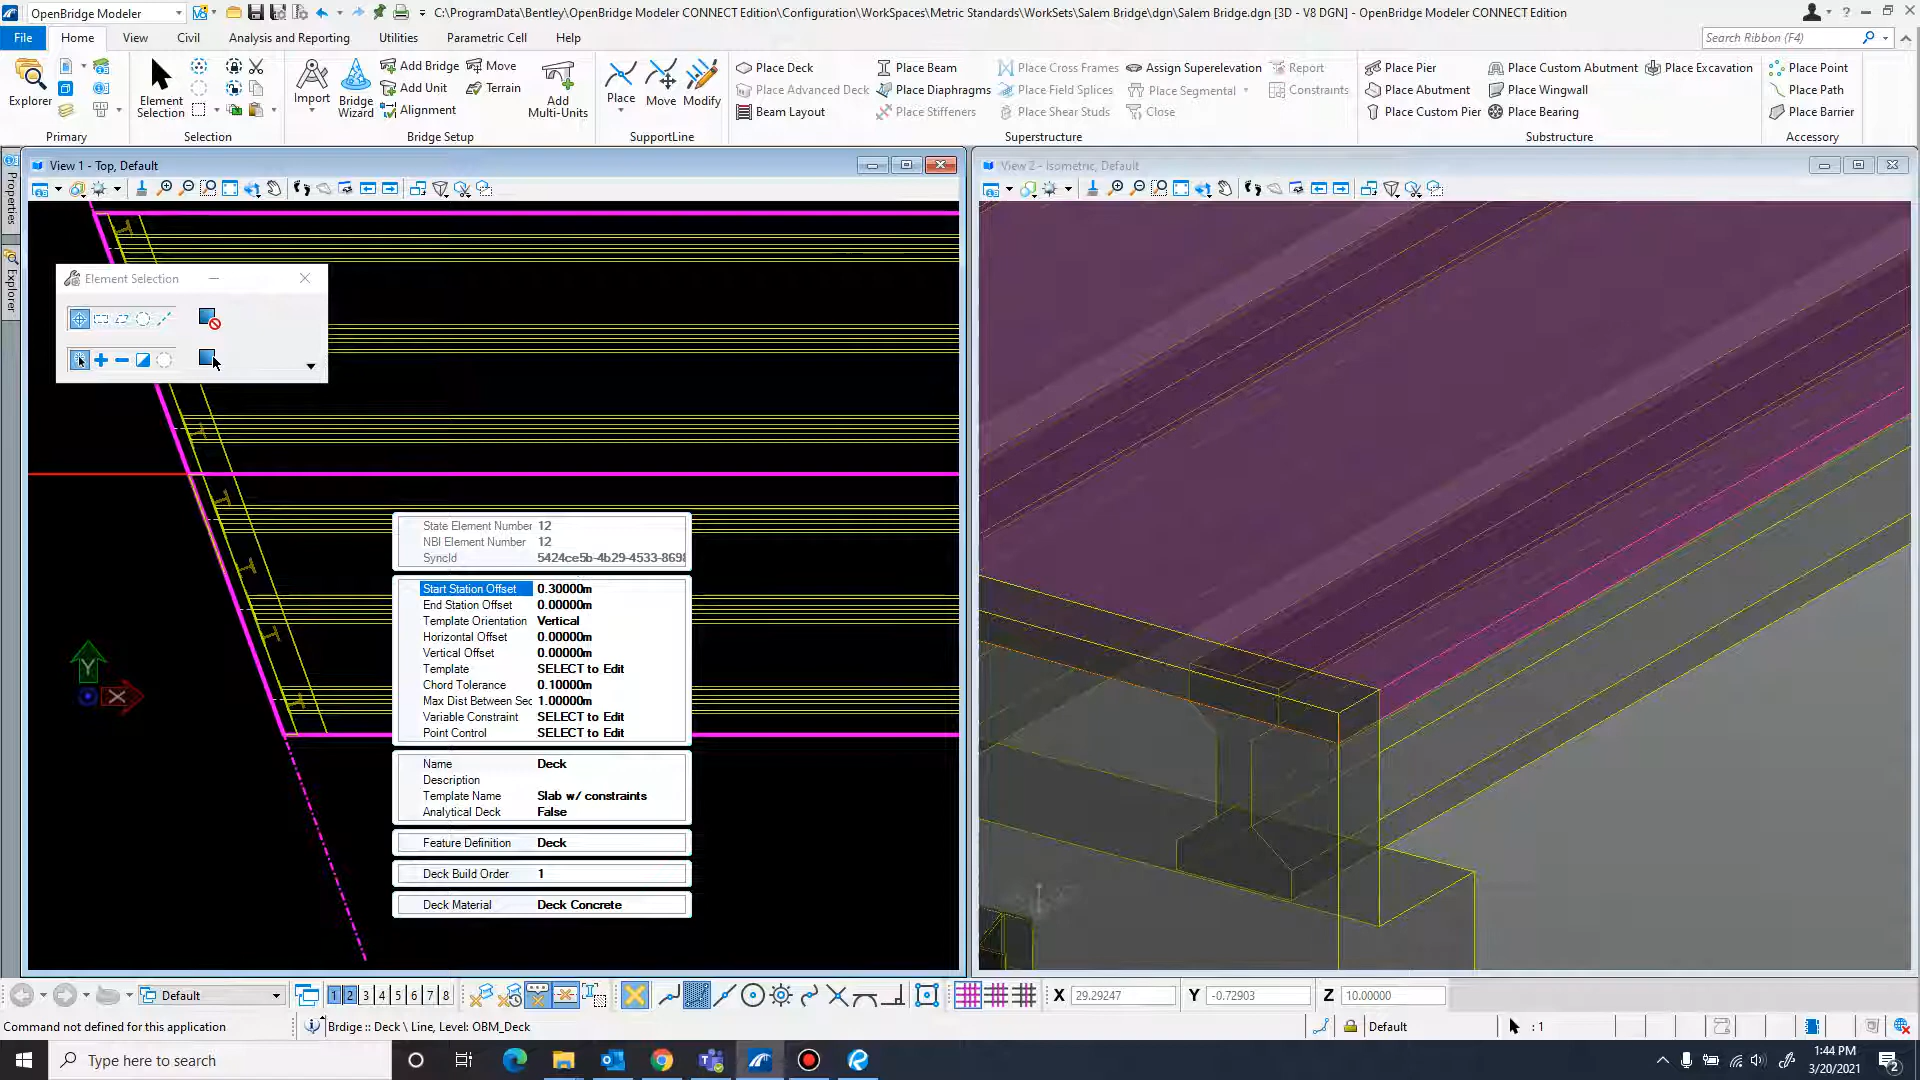 OpenBridge Modeler
C:\ProgramData\Bentley\OpenBridge Modeler CONNECT Edition\Configuration\WorkSpaces\Metric Standards\WorkSets\Salem Bridge\dgn\Salem Bridge.dgn [3D - V8 DGN] - OpenBridge Modeler CONNECT Edition
File Home View Civil Analysis and Reporting Utilities Parametric Cell Help Search Ribbon (F4)
Explorer
Primary
Element Selection
Selection
Import
Bridge Wizard
Add Bridge
Add Unit
Alignment
Move
Terrain
Add Multi-Units
Bridge Setup
Place
Move
Modify
SupportLine
Place Deck
Place Advanced Deck
Beam Layout
Place Beam
Place Diaphragms
Place Stiffeners
Place Cross Frames
Place Field Splices
Place Shear Studs
Assign Superelevation
Place Segmental
Close
Report
Constraints
Superstructure
Place Pier
Place Abutment
Place Custom Pier
Place Custom Abutment
Place Wingwall
Place Bearing
Place Excavation
Substructure
Place Point
Place Path
Place Barrier
Accessory
Properties
Explorer
View 1 - Top, Default
View 2 - Isometric, Default
Element Selection
Y
X
State Element Number 12
NBI Element Number 12
SyncId 5424ce5b-4b29-4533-8698
Start Station Offset 0.30000m
End Station Offset 0.00000m
Template Orientation Vertical
Horizontal Offset 0.00000m
Vertical Offset 0.00000m
Template SELECT to Edit
Chord Tolerance 0.10000m
Max Dist Between Sec 1.00000m
Variable Constraint SELECT to Edit
Point Control SELECT to Edit
Name Deck
Description
Template Name Slab w/ constraints
Analytical Deck False
Feature Definition Deck
Deck Build Order 1
Deck Material Deck Concrete
Default 1 2 3 4 5 6 7 8 X 29.29247 Y -0.72903 Z 10.00000
Command not defined for this application Brdige :: Deck \ Line, Level: OBM_Deck Default : 1
Type here to search
1:44 PM
3/20/2021
2